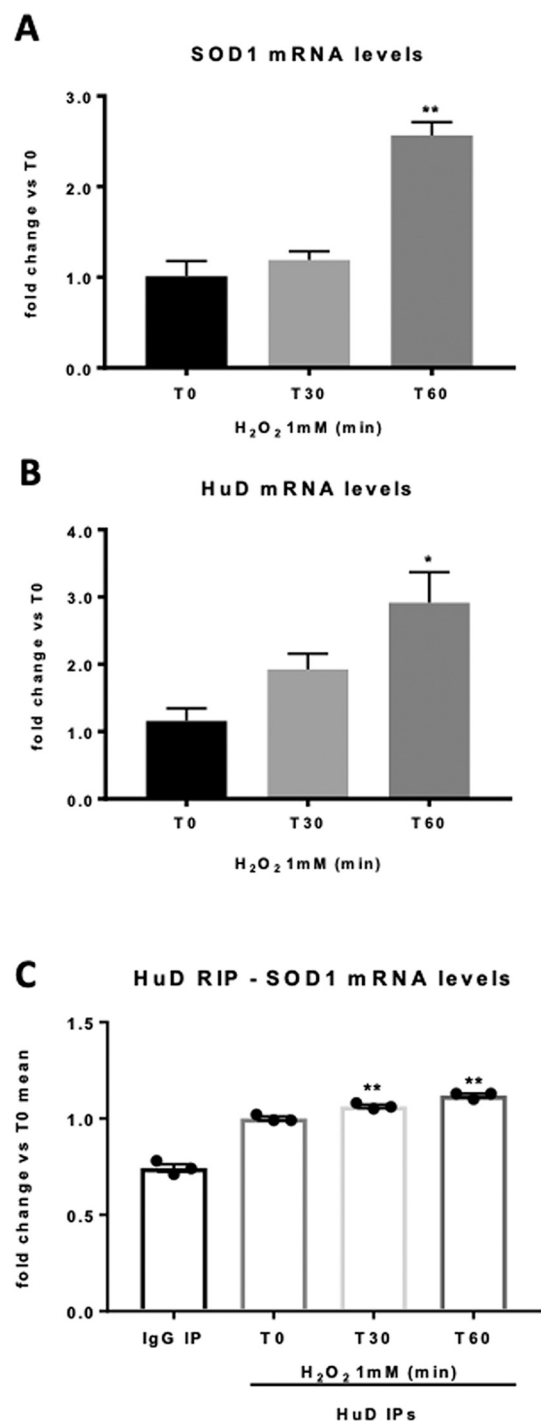 A
SOD1 mRNA levels
fold change vs T0
3.0
**
2.0
1.0
0.0
T0 T30 T60
H₂O₂ 1mM (min)
B
HuD mRNA levels
fold change vs T0
4.0
*
3.0
2.0
1.0
0.0
T0 T30 T60
H₂O₂ 1mM (min)
C
HuD RIP - SOD1 mRNA levels
fold change vs T0 mean
1.5
** **
1.0
0.5
0.0
IgG IP T0 T30 T60
H₂O₂ 1mM (min)
HuD IPs